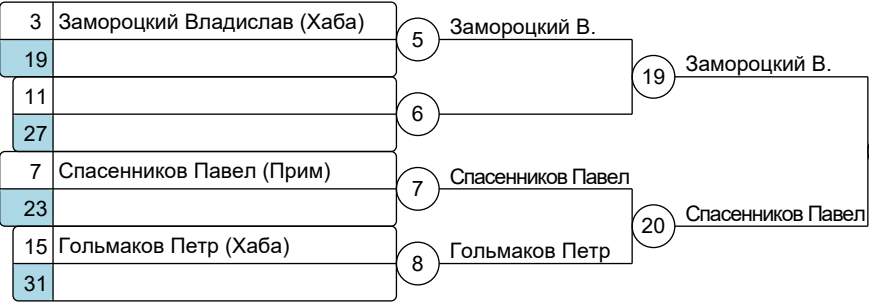 3 Замороцкий Владислав (Хаба)
19
5 Замороцкий В.
11
27
6
19 Замороцкий В.
7 Спасенников Павел (Прим)
23
7 Спасенников Павел
15 Гольмаков Петр (Хаба)
31
8 Гольмаков Петр
20 Спасенников Павел